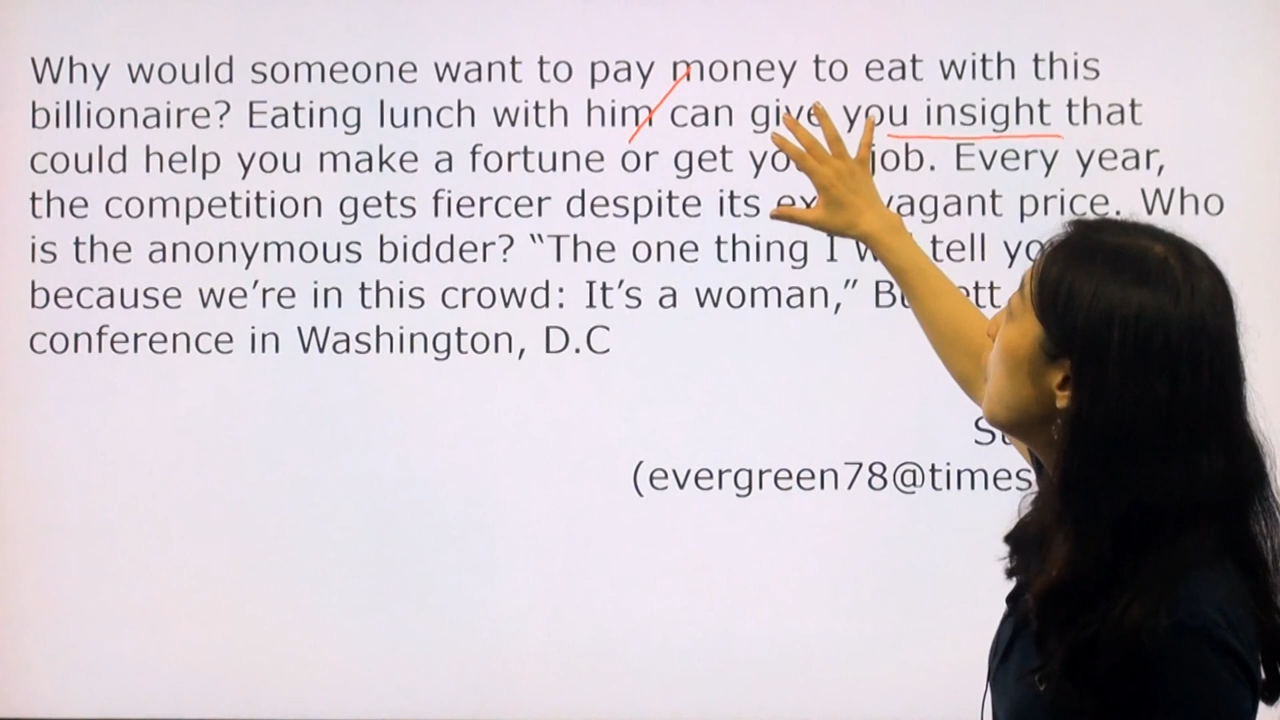 Why would someone want to pay money to eat with this
billionaire? Eating lunch with him can give you insight that
could help you make a fortune or get job. Every year,
the competition gets fiercer despite its price. Who
is the anonymous bidder? “The one thing I tell
because we’re in this crowd: It’s a woman,”
conference in Washington, D.C
(evergreen78@times